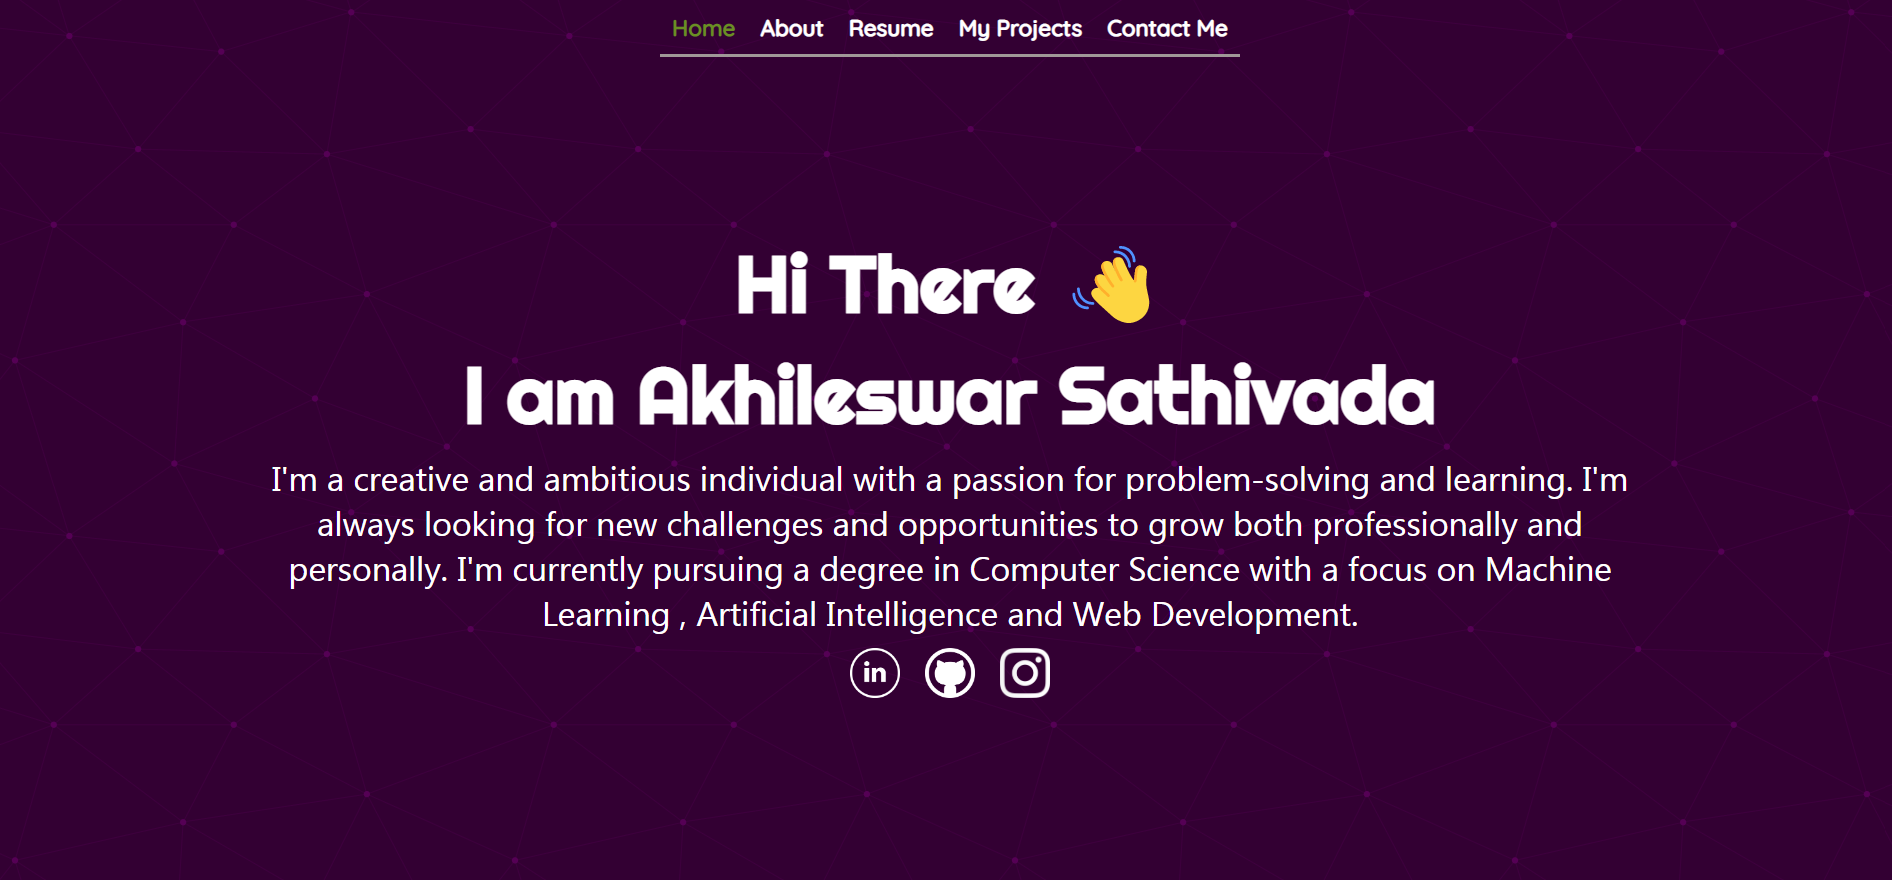 Home About Resume My Projects Contact Me
Hi There
I am Akhileswar Sathivada
I'm a creative and ambitious individual with a passion for problem-solving and learning. I'm
always looking for new challenges and opportunities to grow both professionally and
personally. I'm currently pursuing a degree in Computer Science with a focus on Machine
Learning , Artificial Intelligence and Web Development.
in